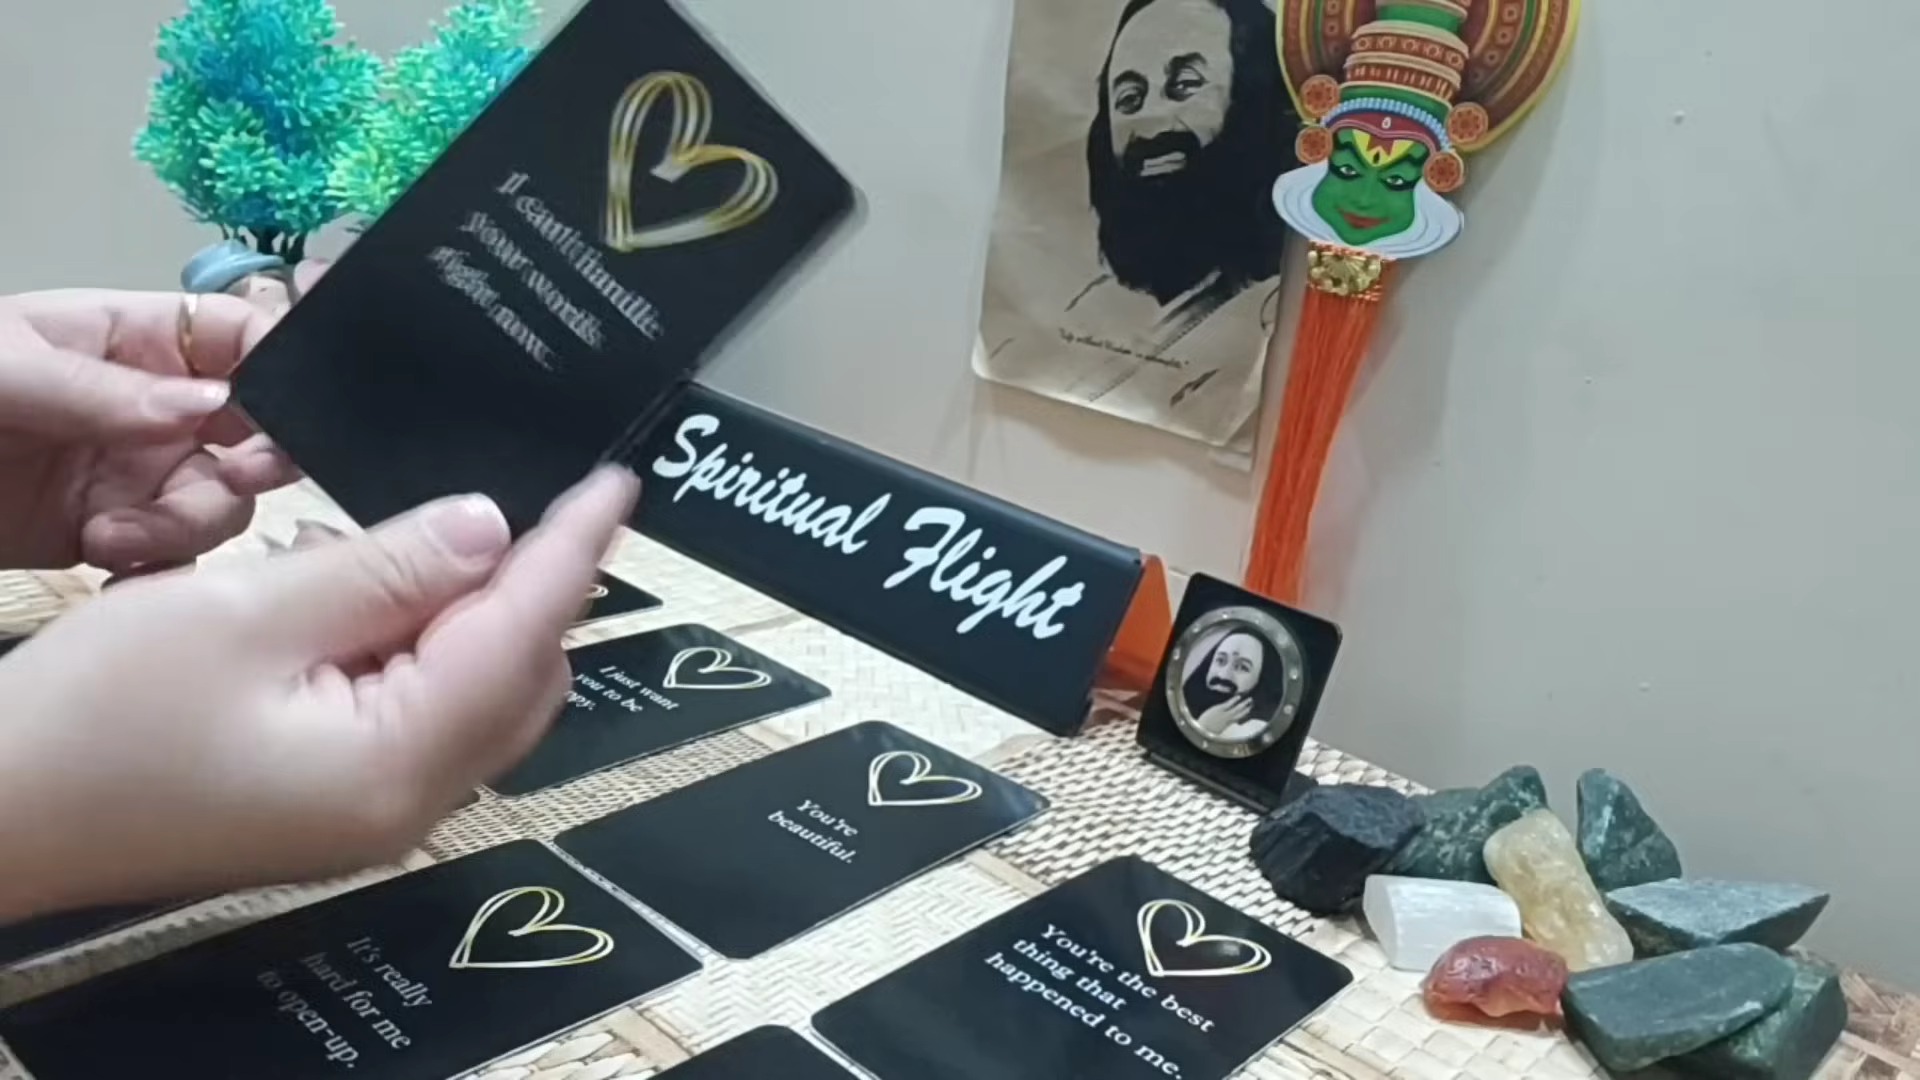 I can't handle
your words
right now.
Spiritual Flight
I just want
you to be
You're
beautiful.
It's really
hard for me
to open-up.
You're the best
thing that
happened to me.